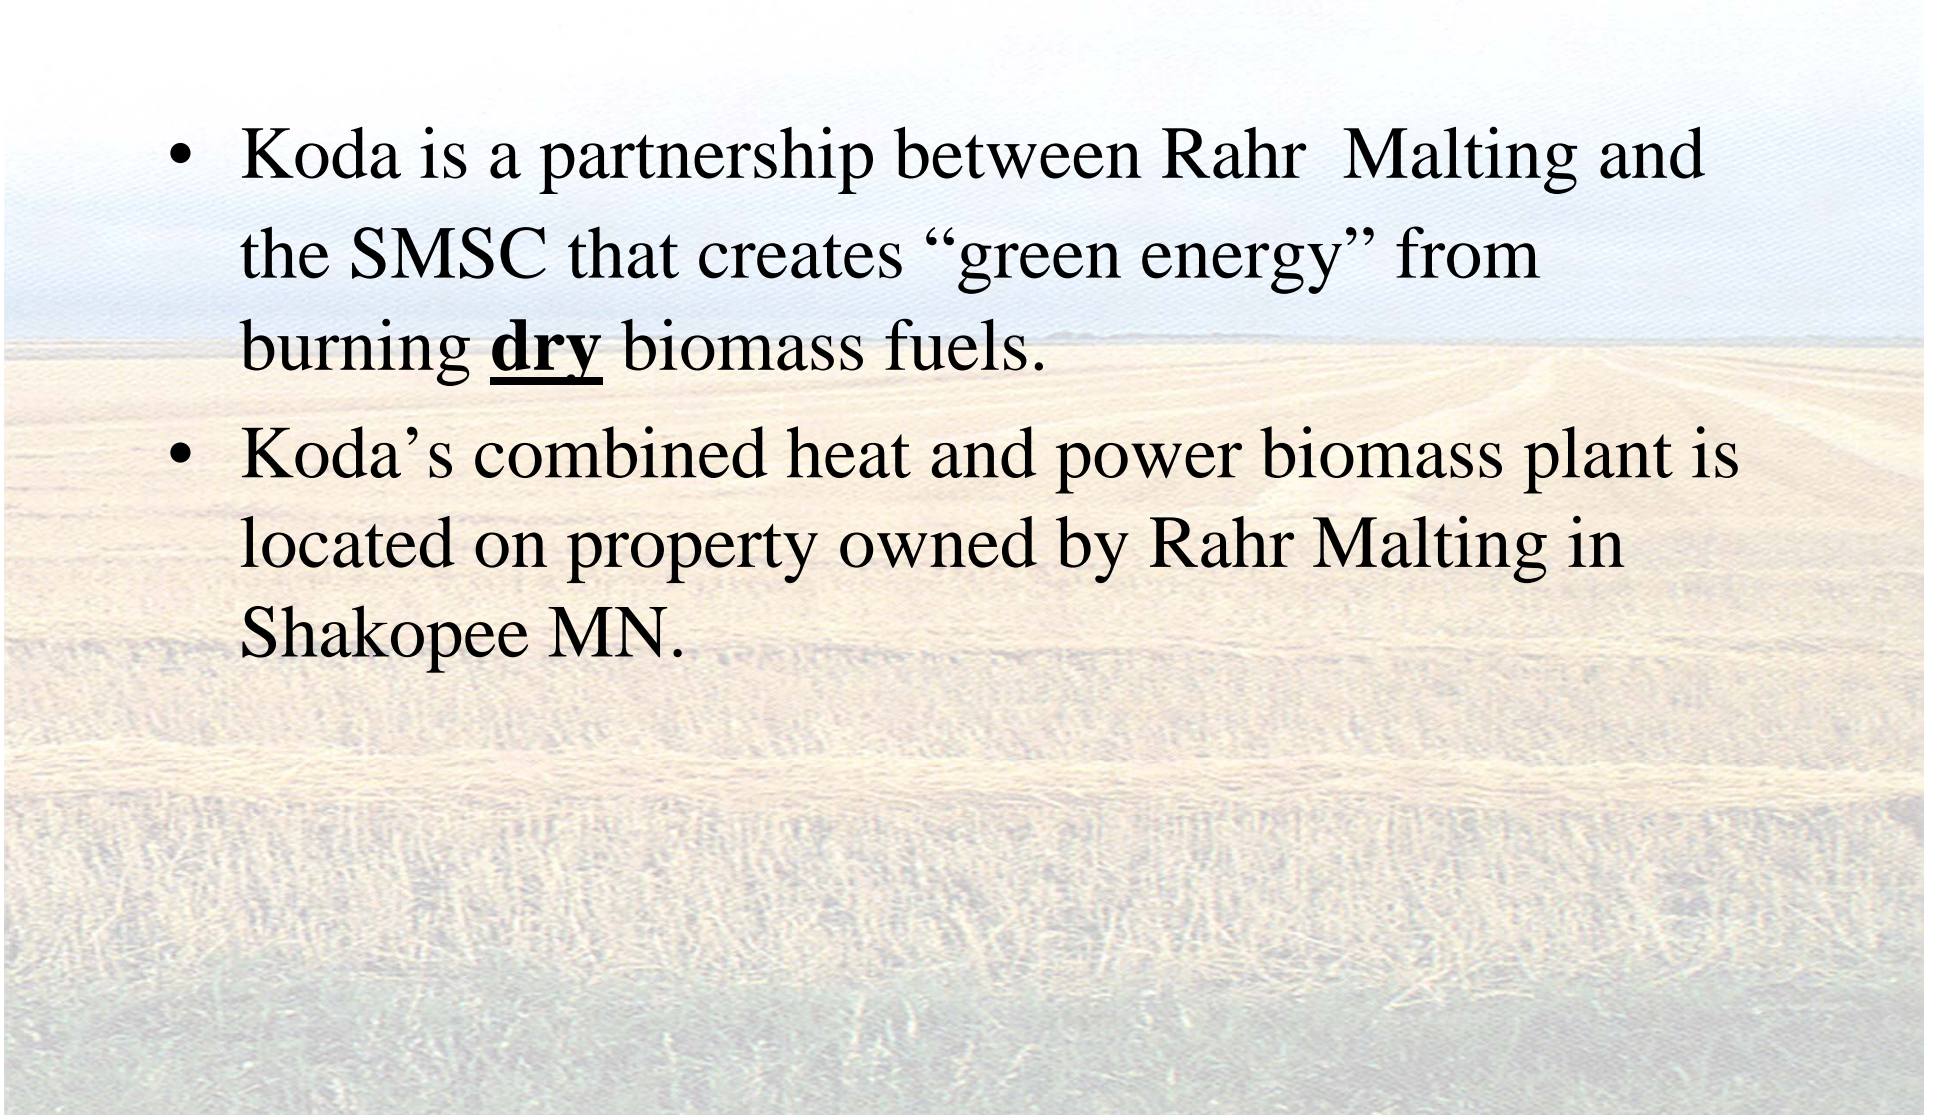 • Koda is a partnership between Rahr  Malting and
the SMSC that creates “green energy” from
burning dry biomass fuels.
• Koda’s combined heat and power biomass plant is
located on property owned by Rahr Malting in
Shakopee MN.